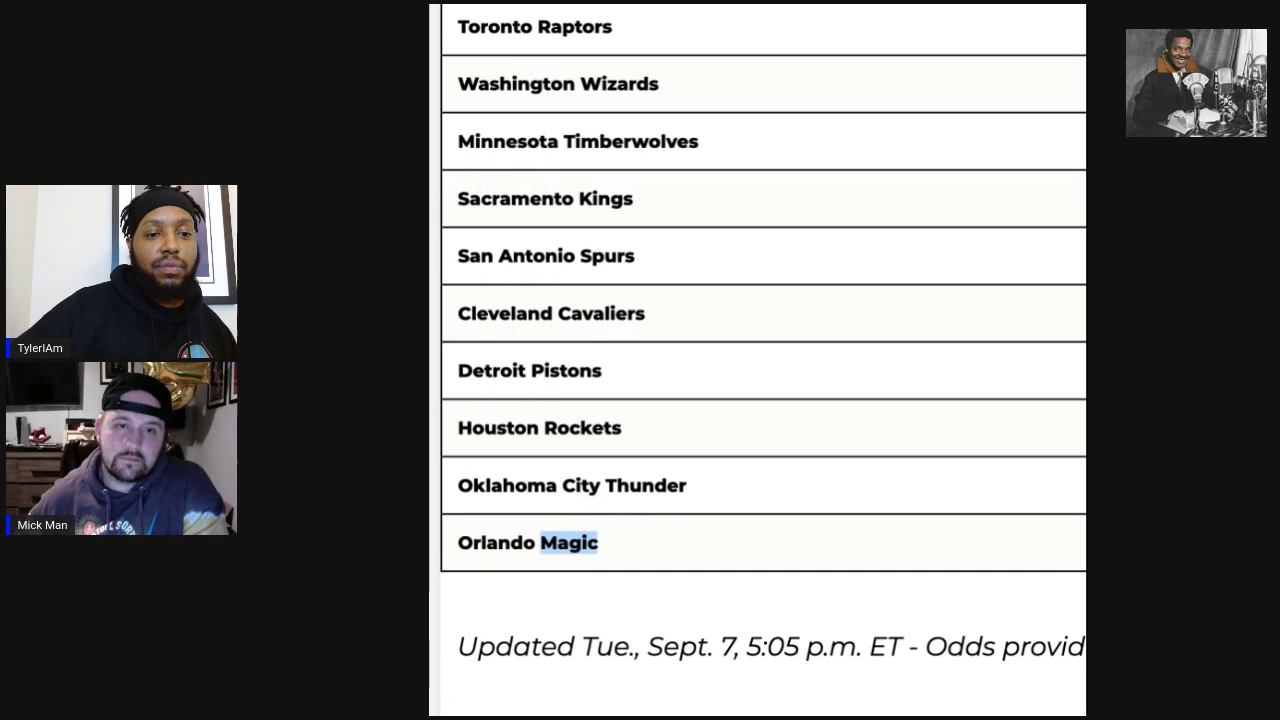 Toronto Raptors
Washington Wizards
Minnesota Timberwolves
Sacramento Kings
San Antonio Spurs
Cleveland Cavaliers
Detroit Pistons
Houston Rockets
Oklahoma City Thunder
Orlando Magic
Updated Tue., Sept. 7, 5:05 p.m. ET - Odds provid
TylerIAm
Mick Man